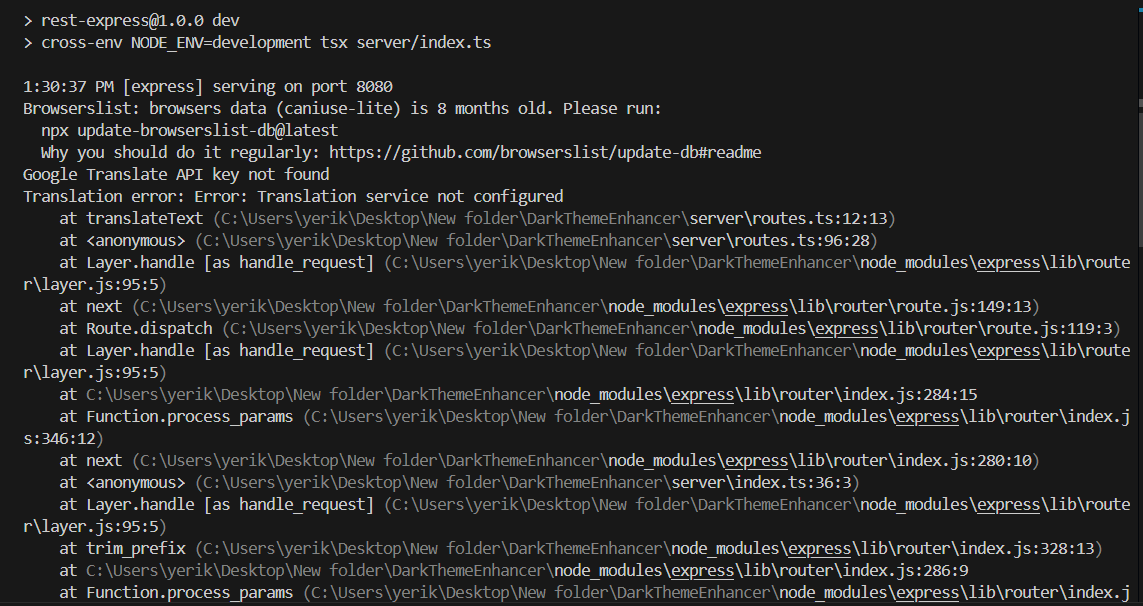 > rest-express@1.0.0 dev
> cross-env NODE_ENV=development tsx server/index.ts
1:30:37 PM [express] serving on port 8080
Browserslist: browsers data (caniuse-lite) is 8 months old. Please run:
  npx update-browserslist-db@latest
  Why you should do it regularly: https://github.com/browserslist/update-db#readme
Google Translate API key not found
Translation error: Error: Translation service not configured
    at translateText (C:\Users\yerik\Desktop\New folder\DarkThemeEnhancer\server\routes.ts:12:13)
    at <anonymous> (C:\Users\yerik\Desktop\New folder\DarkThemeEnhancer\server\routes.ts:96:28)
    at Layer.handle [as handle_request] (C:\Users\yerik\Desktop\New folder\DarkThemeEnhancer\node_modules\express\lib\route
r\layer.js:95:5)
    at next (C:\Users\yerik\Desktop\New folder\DarkThemeEnhancer\node_modules\express\lib\router\route.js:149:13)
    at Route.dispatch (C:\Users\yerik\Desktop\New folder\DarkThemeEnhancer\node_modules\express\lib\router\route.js:119:3)
    at Layer.handle [as handle_request] (C:\Users\yerik\Desktop\New folder\DarkThemeEnhancer\node_modules\express\lib\route
r\layer.js:95:5)
    at C:\Users\yerik\Desktop\New folder\DarkThemeEnhancer\node_modules\express\lib\router\index.js:284:15
    at Function.process_params (C:\Users\yerik\Desktop\New folder\DarkThemeEnhancer\node_modules\express\lib\router\index.j
s:346:12)
    at next (C:\Users\yerik\Desktop\New folder\DarkThemeEnhancer\node_modules\express\lib\router\index.js:280:10)
    at <anonymous> (C:\Users\yerik\Desktop\New folder\DarkThemeEnhancer\server\index.ts:36:3)
    at Layer.handle [as handle_request] (C:\Users\yerik\Desktop\New folder\DarkThemeEnhancer\node_modules\express\lib\route
r\layer.js:95:5)
    at trim_prefix (C:\Users\yerik\Desktop\New folder\DarkThemeEnhancer\node_modules\express\lib\router\index.js:328:13)
    at C:\Users\yerik\Desktop\New folder\DarkThemeEnhancer\node_modules\express\lib\router\index.js:286:9
    at Function.process_params (C:\Users\yerik\Desktop\New folder\DarkThemeEnhancer\node_modules\express\lib\router\index.j